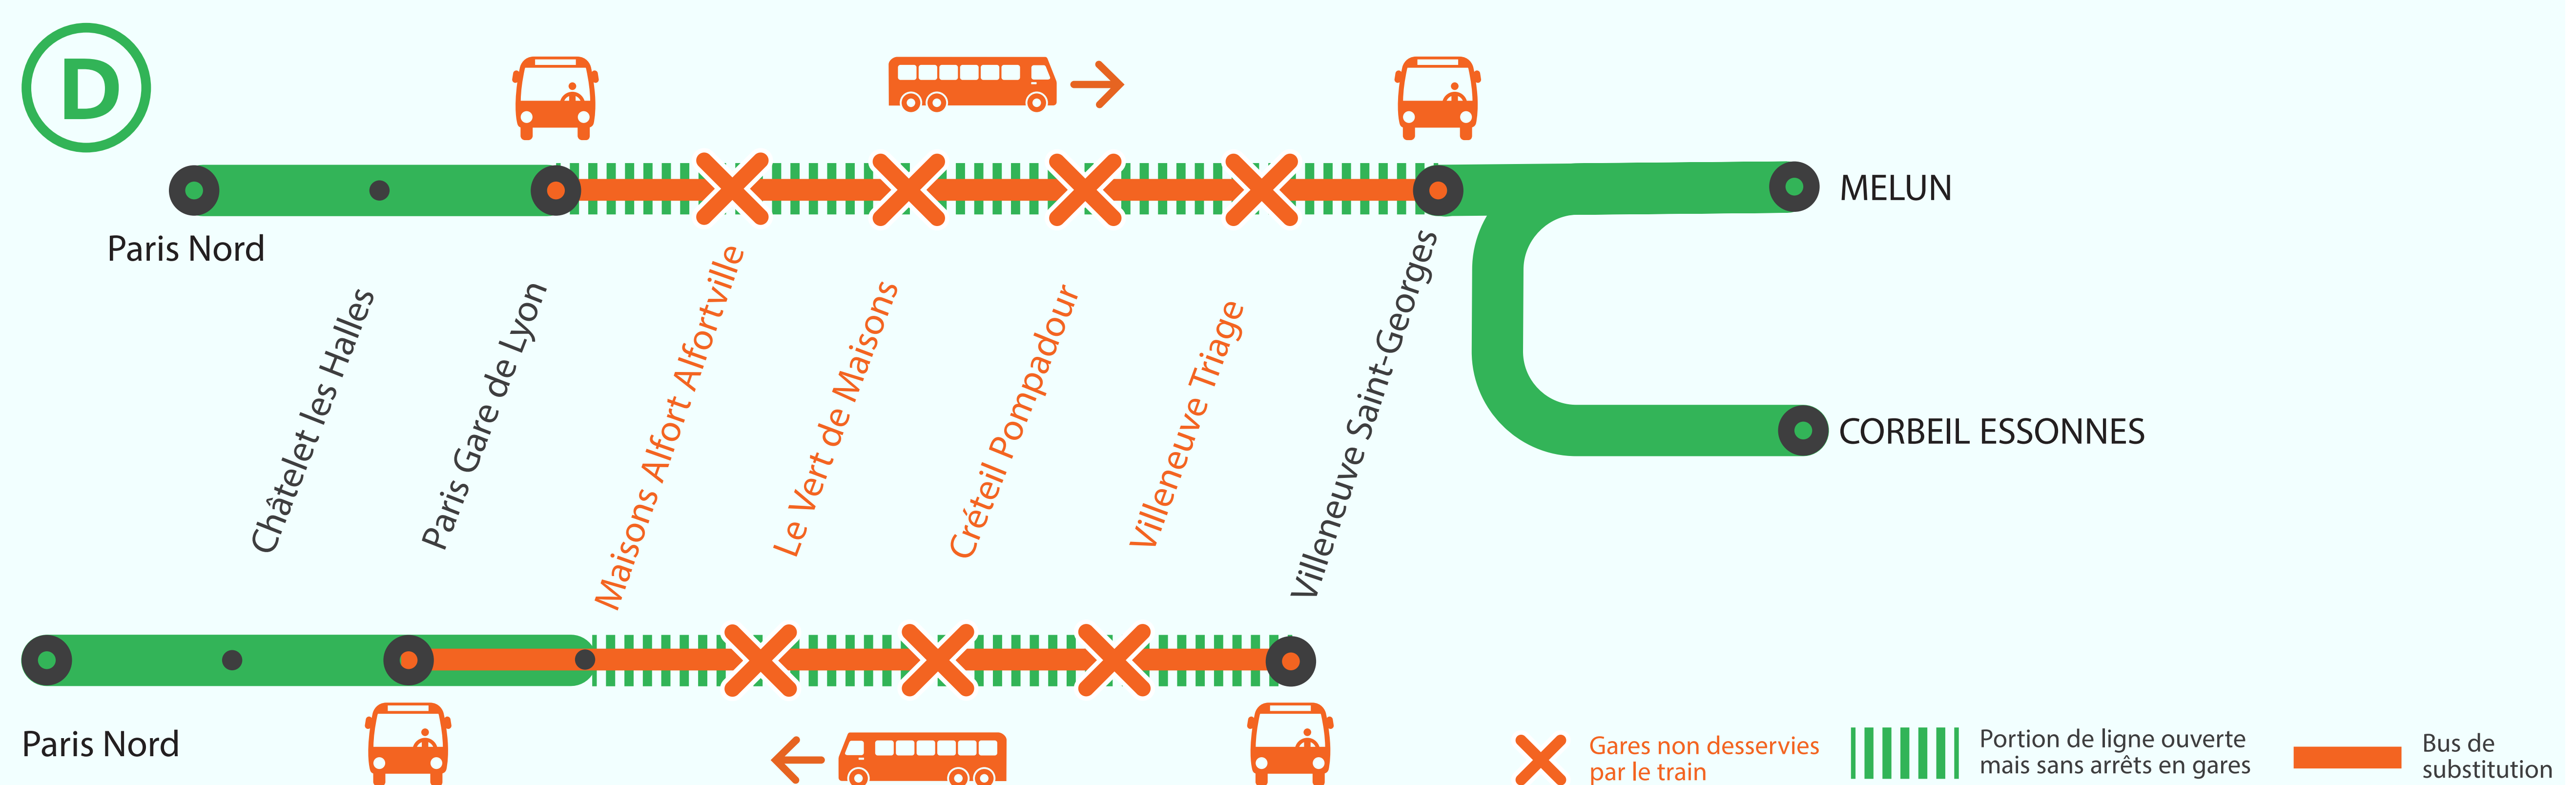 D
MELUN
Paris Nord
Châtelet les Halles
Paris Gare de Lyon
Maisons Alfort Alfortville
Le Vert de Maisons
Créteil Pompadour
Villeneuve Triage
Villeneuve Saint-Georges
CORBEIL ESSONNES
Paris Nord
Gares non desservies
par le train
Portion de ligne ouverte
mais sans arrêts en gares
Bus de
substitution